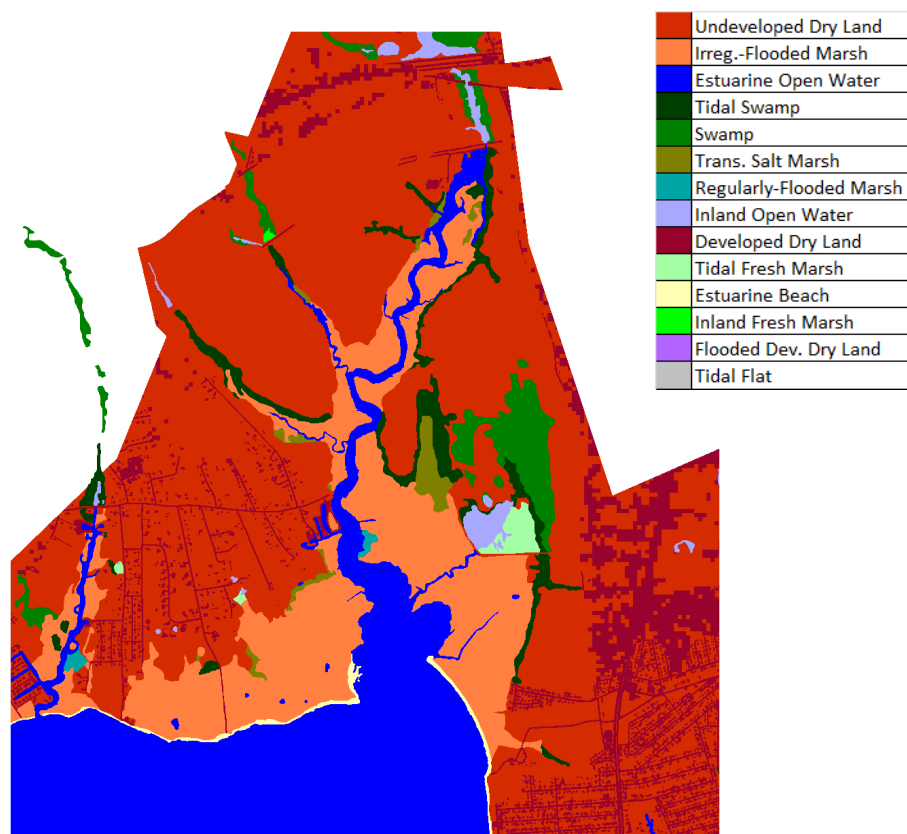 Undeveloped Dry Land
Irreg.-Flooded Marsh
Estuarine Open Water
Tidal Swamp
Swamp
Trans. Salt Marsh
Regularly-Flooded Marsh
Inland Open Water
Developed Dry Land
Tidal Fresh Marsh
Estuarine Beach
Inland Fresh Marsh
Flooded Dev. Dry Land
Tidal Flat